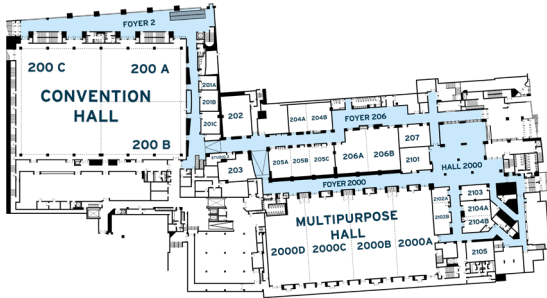 FOYER 2
200 C
200 A
CONVENTION
HALL
200 B
201A
201B
201C
202
STUDIO
203
204A
204B
FOYER 206
205A
205B
205C
206A
206B
207
2101
HALL 2000
FOYER 2000
MULTIPURPOSE
HALL
2000D
2000C
2000B
2000A
2102A
2102B
2103
2104A
2104B
2105